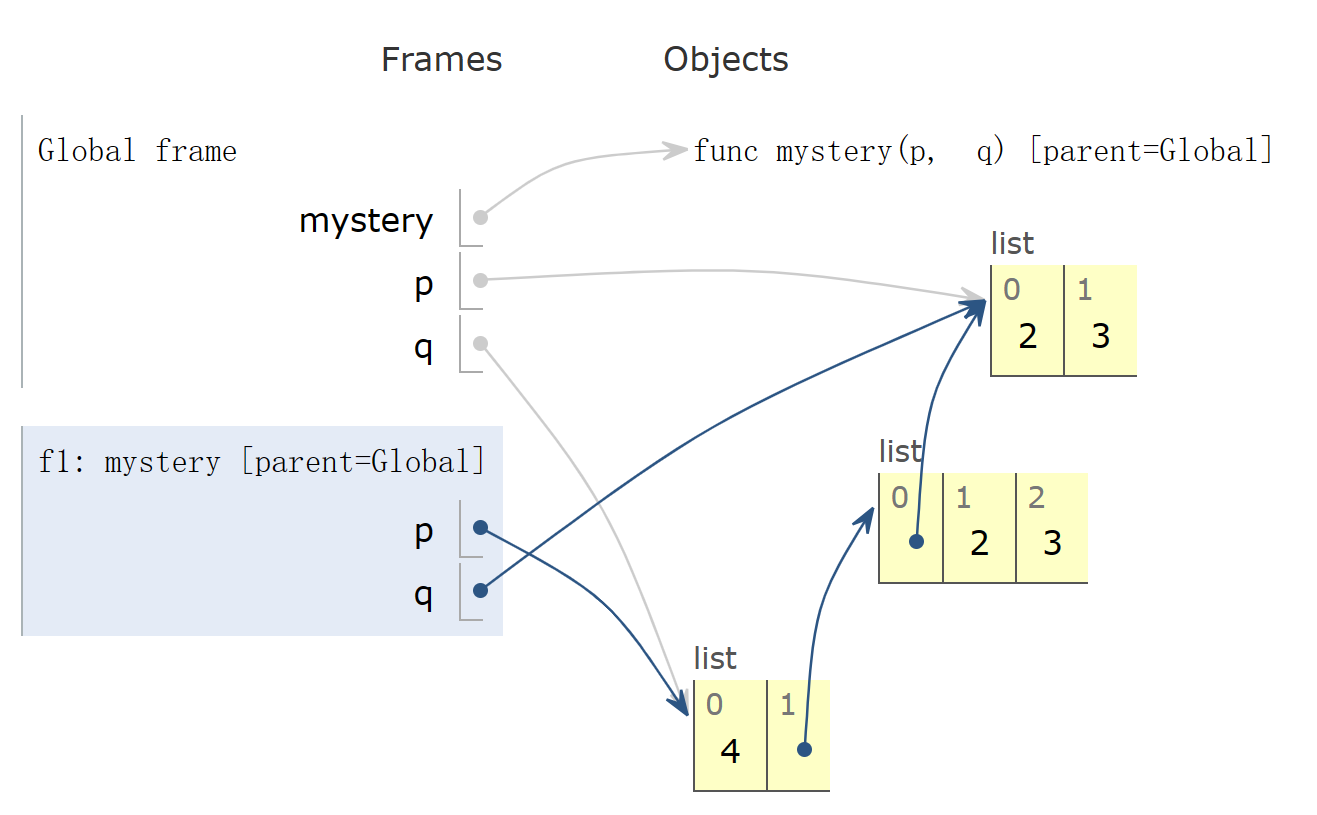 Frames Objects
Global frame
func mystery(p, q) [parent=Global]
mystery
list
p
0 1
2 3
q
list
f1: mystery [parent=Global]
0 1 2
p
2 3
q
list
0 1
4